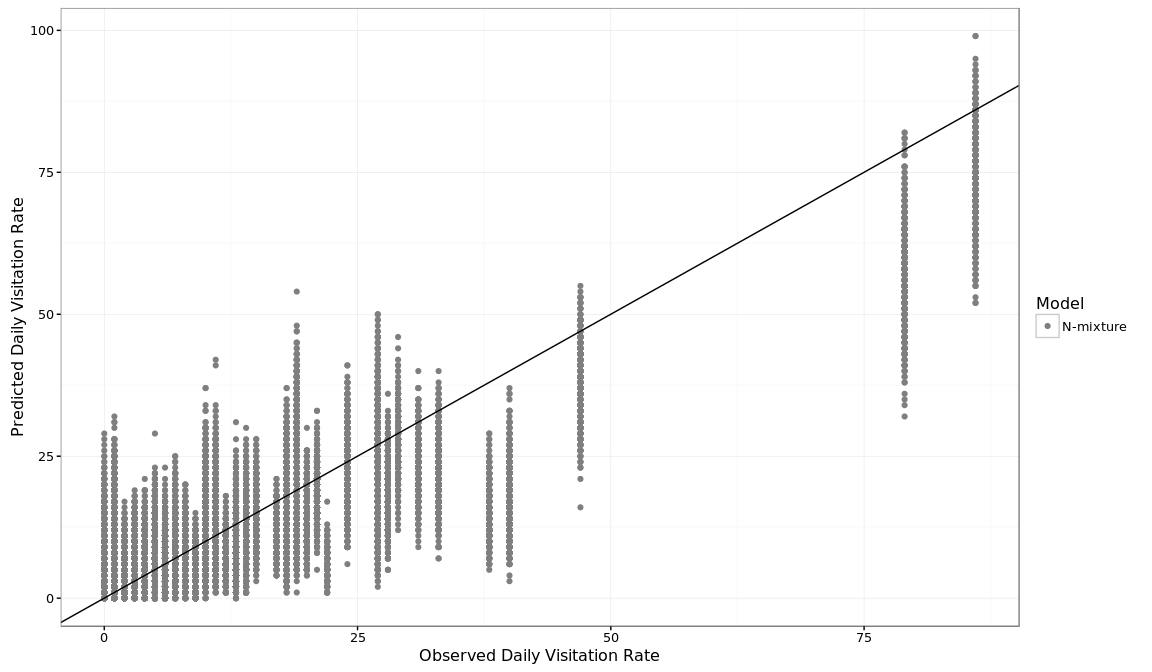 100
75
50
25
0
Predicted Daily Visitation Rate
0 25 50 75
Observed Daily Visitation Rate
Model
N-mixture